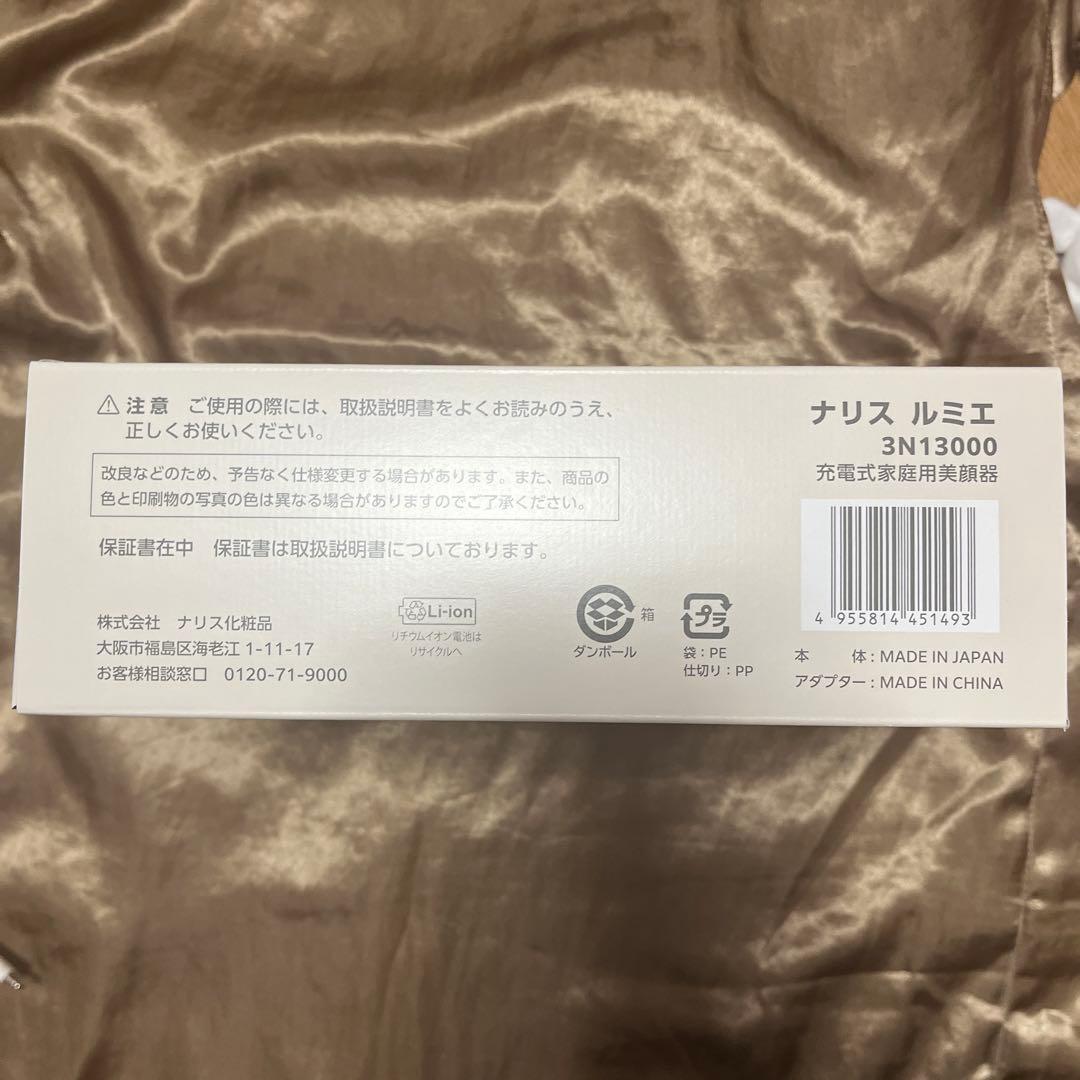 ⚠ 注意 ご使用の際には、取扱説明書をよくお読みのうえ、
正しくお使いください。
改良などのため、予告なく仕様変更する場合があります。また、商品の
色と印刷物の写真の色は異なる場合がありますのでご了承ください。
保証書在中 保証書は取扱説明書についております。
株式会社 ナリス化粧品
大阪市福島区海老江 1-11-17
お客様相談窓口 0120-71-9000
Li-ion
リチウムイオン電池は
リサイクルへ
箱
ダンボール
プラ
袋：PE
仕切り：PP
ナリス ルミエ
3N13000
充電式家庭用美顔器
4 955814 451493
本 体：MADE IN JAPAN
アダプター：MADE IN CHINA